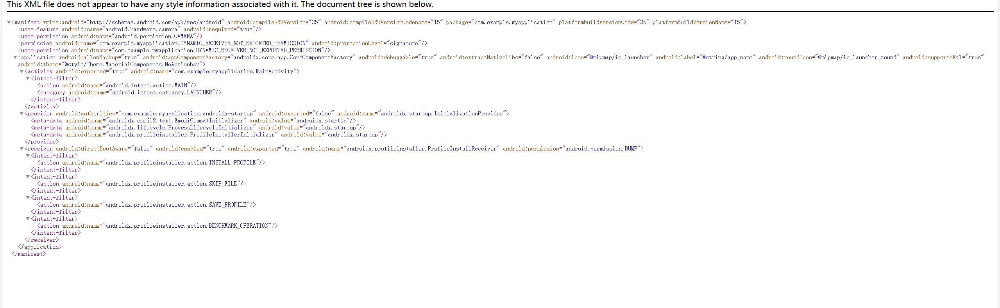 This XML file does not appear to have any style information associated with it. The document tree is shown below.
▼<manifest xmlns:android="http://schemas.android.com/apk/res/android" android:compileSdkVersion="35" android:compileSdkVersionCodename="15" package="com.example.myapplication" platformBuildVersionCode="35" platformBuildVersionName="15">
<uses-feature android:name="android.hardware.camera" android:required="true"/>
<uses-permission android:name="android.permission.CAMERA"/>
<permission android:name="com.example.myapplication.DYNAMIC_RECEIVER_NOT_EXPORTED_PERMISSION" android:protectionLevel="signature"/>
<uses-permission android:name="com.example.myapplication.DYNAMIC_RECEIVER_NOT_EXPORTED_PERMISSION"/>
▼<application android:allowBackup="true" android:appComponentFactory="androidx.core.app.CoreComponentFactory" android:debuggable="true" android:extractNativeLibs="false" android:icon="@mipmap/ic_launcher" android:label="@string/app_name" android:roundIcon="@mipmap/ic_launcher_round" android:supportsRtl="true"
android:theme="@style/Theme.MaterialComponents.NoActionBar">
▼<activity android:exported="true" android:name="com.example.myapplication.MainActivity">
▼<intent-filter>
<action android:name="android.intent.action.MAIN"/>
<category android:name="android.intent.category.LAUNCHER"/>
</intent-filter>
</activity>
▼<provider android:authorities="com.example.myapplication.androidx-startup" android:exported="false" android:name="androidx.startup.InitializationProvider">
<meta-data android:name="androidx.emoji2.text.EmojiCompatInitializer" android:value="androidx.startup"/>
<meta-data android:name="androidx.lifecycle.ProcessLifecycleInitializer" android:value="androidx.startup"/>
<meta-data android:name="androidx.profileinstaller.ProfileInstallerInitializer" android:value="androidx.startup"/>
</provider>
▼<receiver android:directBootAware="false" android:enabled="true" android:exported="true" android:name="androidx.profileinstaller.ProfileInstallReceiver" android:permission="android.permission.DUMP">
▼<intent-filter>
<action android:name="androidx.profileinstaller.action.INSTALL_PROFILE"/>
</intent-filter>
▼<intent-filter>
<action android:name="androidx.profileinstaller.action.SKIP_FILE"/>
</intent-filter>
▼<intent-filter>
<action android:name="androidx.profileinstaller.action.SAVE_PROFILE"/>
</intent-filter>
▼<intent-filter>
<action android:name="androidx.profileinstaller.action.BENCHMARK_OPERATION"/>
</intent-filter>
</receiver>
</application>
</manifest>